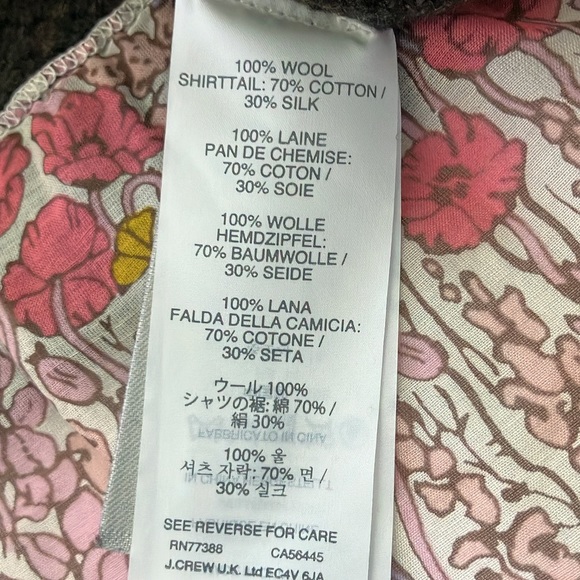 100% WOOL
SHIRTTAIL: 70% COTTON /
30% SILK
100% LAINE
PAN DE CHEMISE:
70% COTON /
30% SOIE
100% WOLLE
HEMDZIPFEL:
70% BAUMWOLLE /
30% SEIDE
100% LANA
FALDA DELLA CAMICIA:
70% COTONE /
30% SETA
ウール 100%
シャツの裾: 綿 70% /
絹 30%
FABBRICATO IN CINA
100% 울
셔츠 자락: 70% 면 /
30% 실크
SEE REVERSE FOR CARE
RN77388 CA56445
J.CREW U.K. Ltd EC4V 6JA